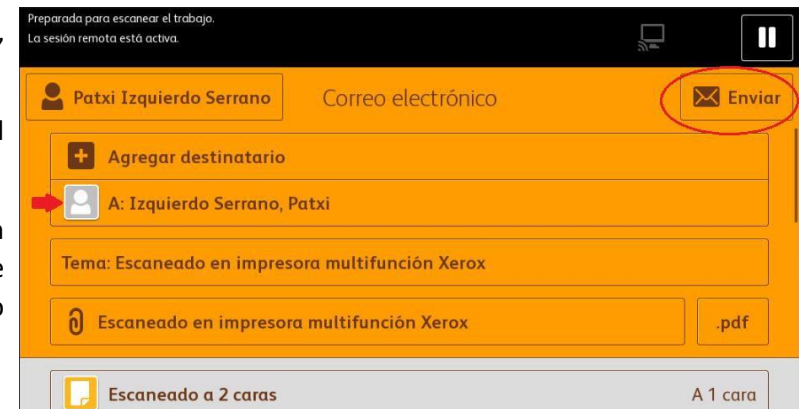 Preparada para escanear el trabajo.
La sesión remota está activa.
Patxi Izquierdo Serrano
Correo electrónico
Enviar
Agregar destinatario
A: Izquierdo Serrano, Patxi
Tema: Escaneado en impresora multifunción Xerox
Escaneado en impresora multifunción Xerox
.pdf
Escaneado a 2 caras
A 1 cara